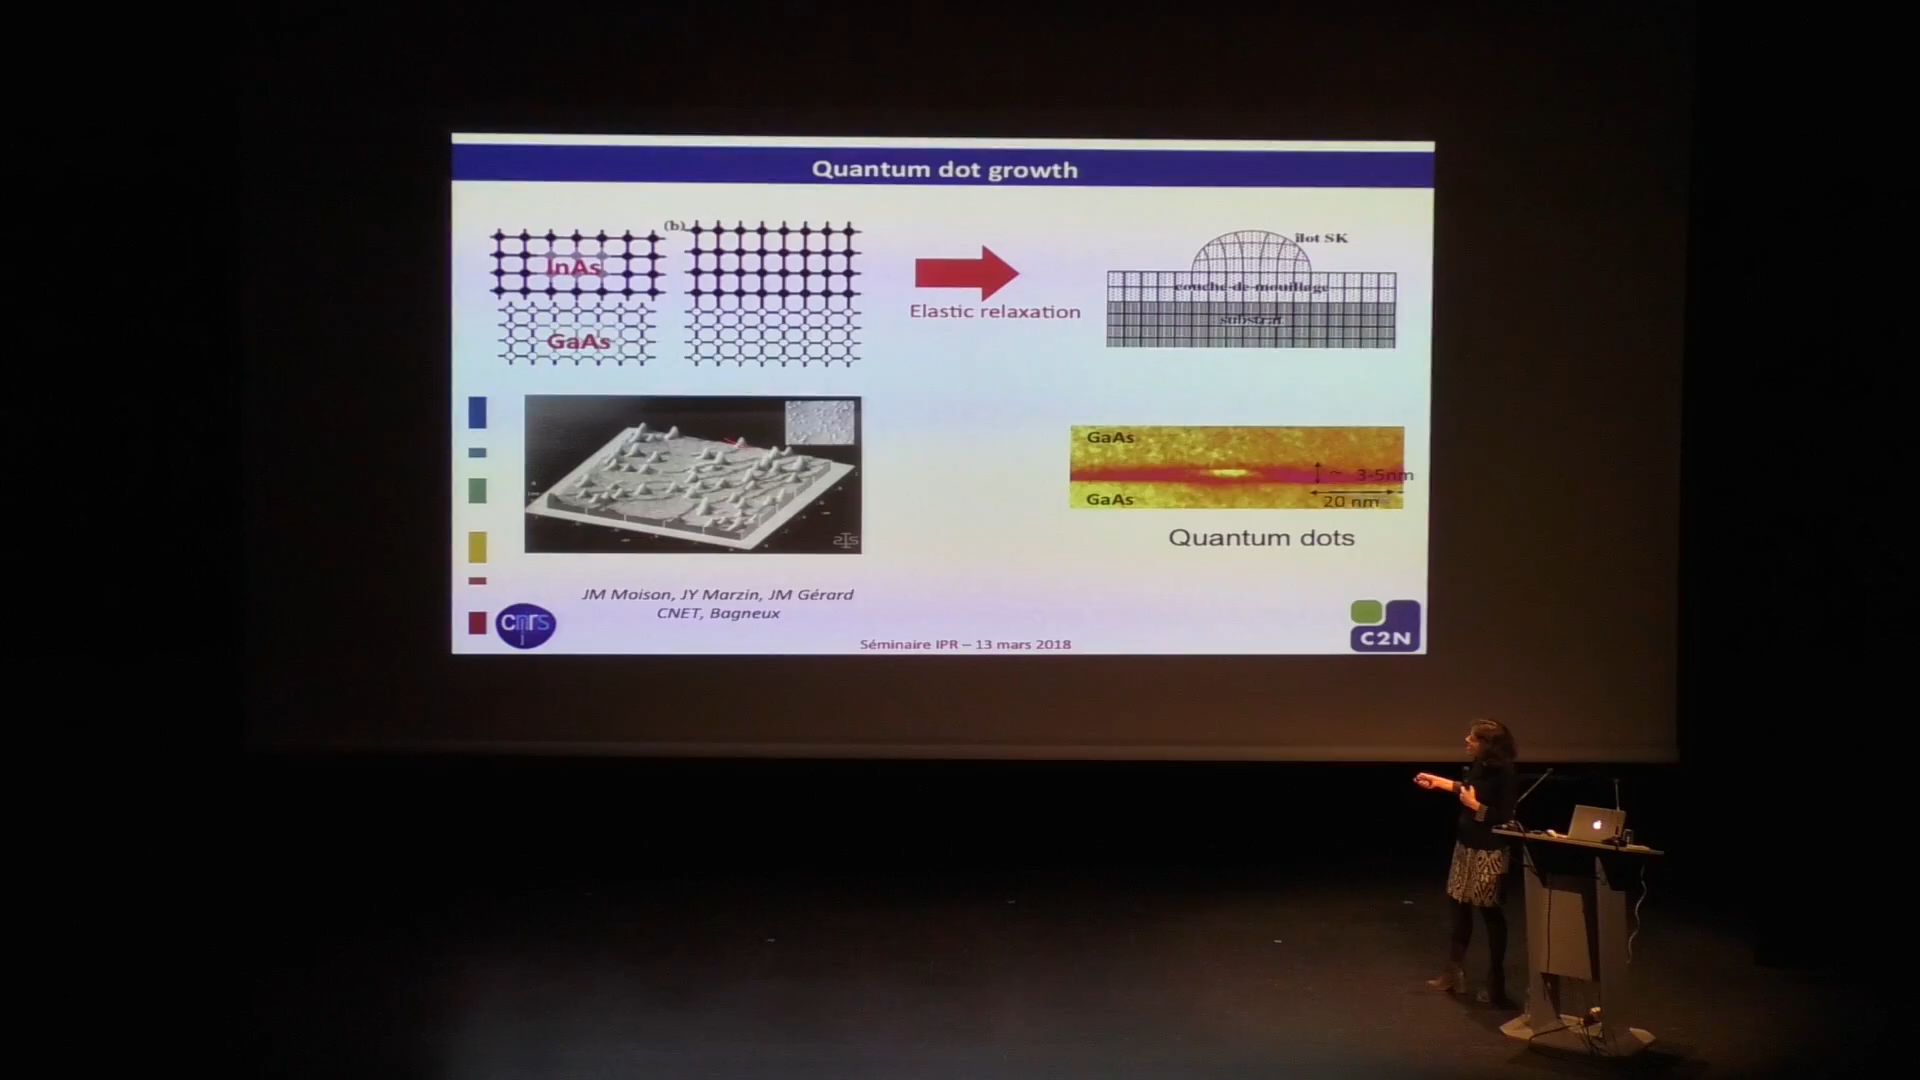 Quantum dot growth
(b)
InAs
GaAs
Elastic relaxation
îlot SK
couche de mouillage
substrat
GaAs
~ 3-5nm
GaAs
20 nm
Quantum dots
JM Moison, JY Marzin, JM Gérard
CNET, Bagneux
cnrs
Séminaire IPR – 13 mars 2018
C2N